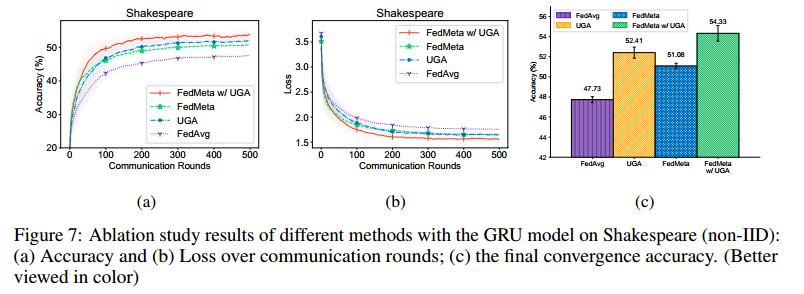 Shakespeare
Accuracy (%)
50
40
30
20
FedMeta w/ UGA
FedMeta
UGA
FedAvg
0 100 200 300 400 500
Communication Rounds
(a)
Shakespeare
Loss
3.5
3.0
2.5
2.0
1.5
FedMeta w/ UGA
FedMeta
UGA
FedAvg
0 100 200 300 400 500
Communication Rounds
(b)
Accuracy (%)
56
54
52
50
48
46
44
42
FedAvg FedMeta
UGA FedMeta w/ UGA
47.73
52.41
51.08
54.33
FedAvg UGA FedMeta FedMeta
w/ UGA
(c)
Figure 7: Ablation study results of different methods with the GRU model on Shakespeare (non-IID):
(a) Accuracy and (b) Loss over communication rounds; (c) the final convergence accuracy. (Better
viewed in color)